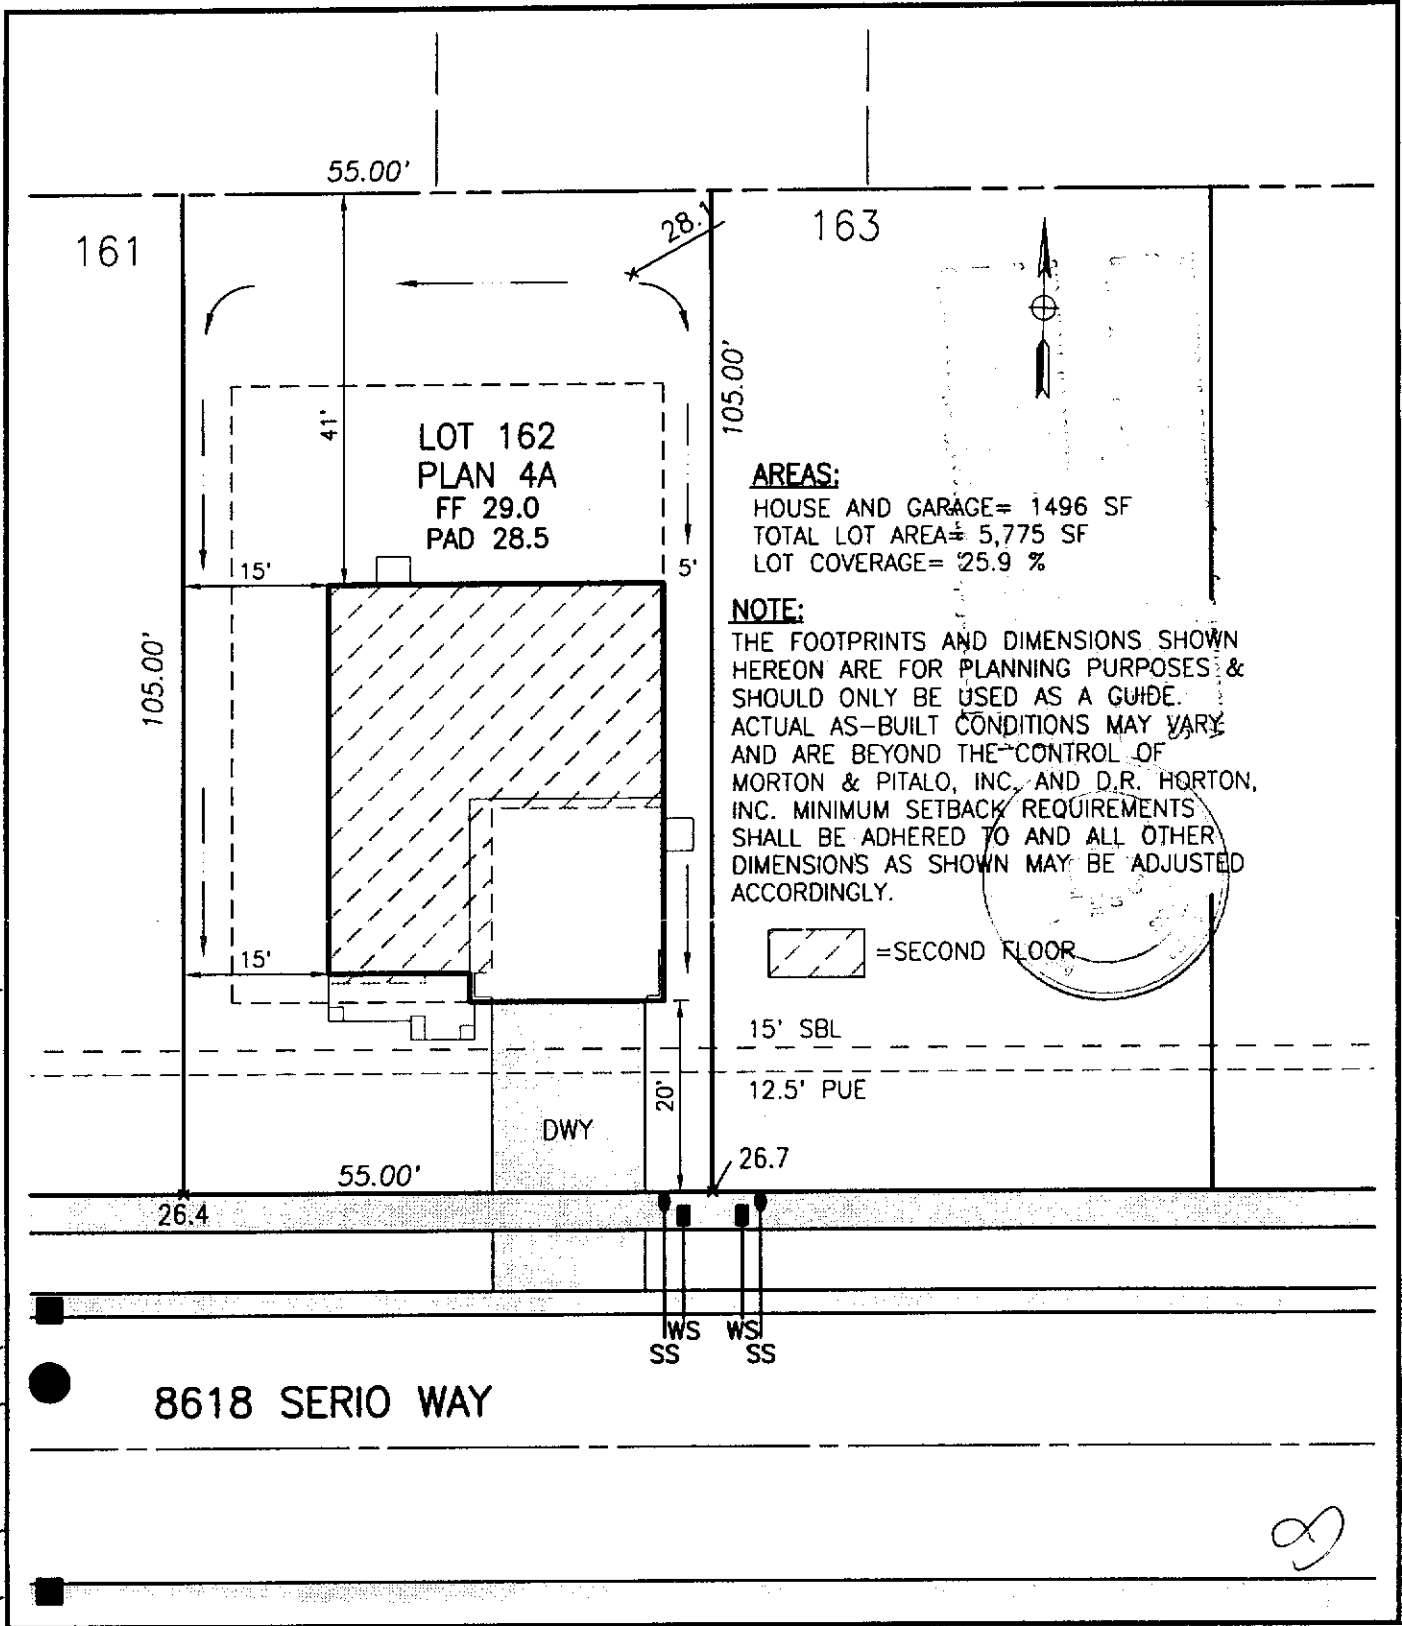 55.00'
161
28.1
163
105.00'
41'
LOT 162
PLAN 4A
FF 29.0
PAD 28.5
AREAS:
HOUSE AND GARAGE= 1496 SF
TOTAL LOT AREA= 5,775 SF
LOT COVERAGE= 25.9 %
15'
5'
105.00'
NOTE:
THE FOOTPRINTS AND DIMENSIONS SHOWN
HEREON ARE FOR PLANNING PURPOSES &
SHOULD ONLY BE USED AS A GUIDE.
ACTUAL AS-BUILT CONDITIONS MAY VARY
AND ARE BEYOND THE CONTROL OF
MORTON & PITALO, INC. AND D.R. HORTON,
INC. MINIMUM SETBACK REQUIREMENTS
SHALL BE ADHERED TO AND ALL OTHER
DIMENSIONS AS SHOWN MAY BE ADJUSTED
ACCORDINGLY.
=SECOND FLOOR
15'
15' SBL
12.5' PUE
20'
DWY
55.00'
26.7
26.4
WS WS
SS SS
8618 SERIO WAY